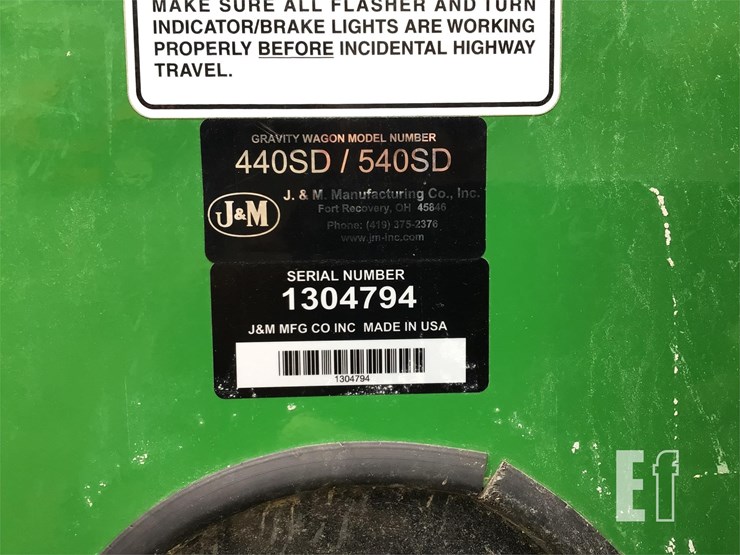 MAKE SURE ALL FLASHER AND TURN
INDICATOR/BRAKE LIGHTS ARE WORKING
PROPERLY BEFORE INCIDENTAL HIGHWAY
TRAVEL.
GRAVITY WAGON MODEL NUMBER
440SD / 540SD
J&M
J. & M. Manufacturing Co., Inc.
Fort Recovery, OH 45846
Phone: (419) 375-2376
www.jm-inc.com
SERIAL NUMBER
1304794
J&M MFG CO INC MADE IN USA
1304794
Ef